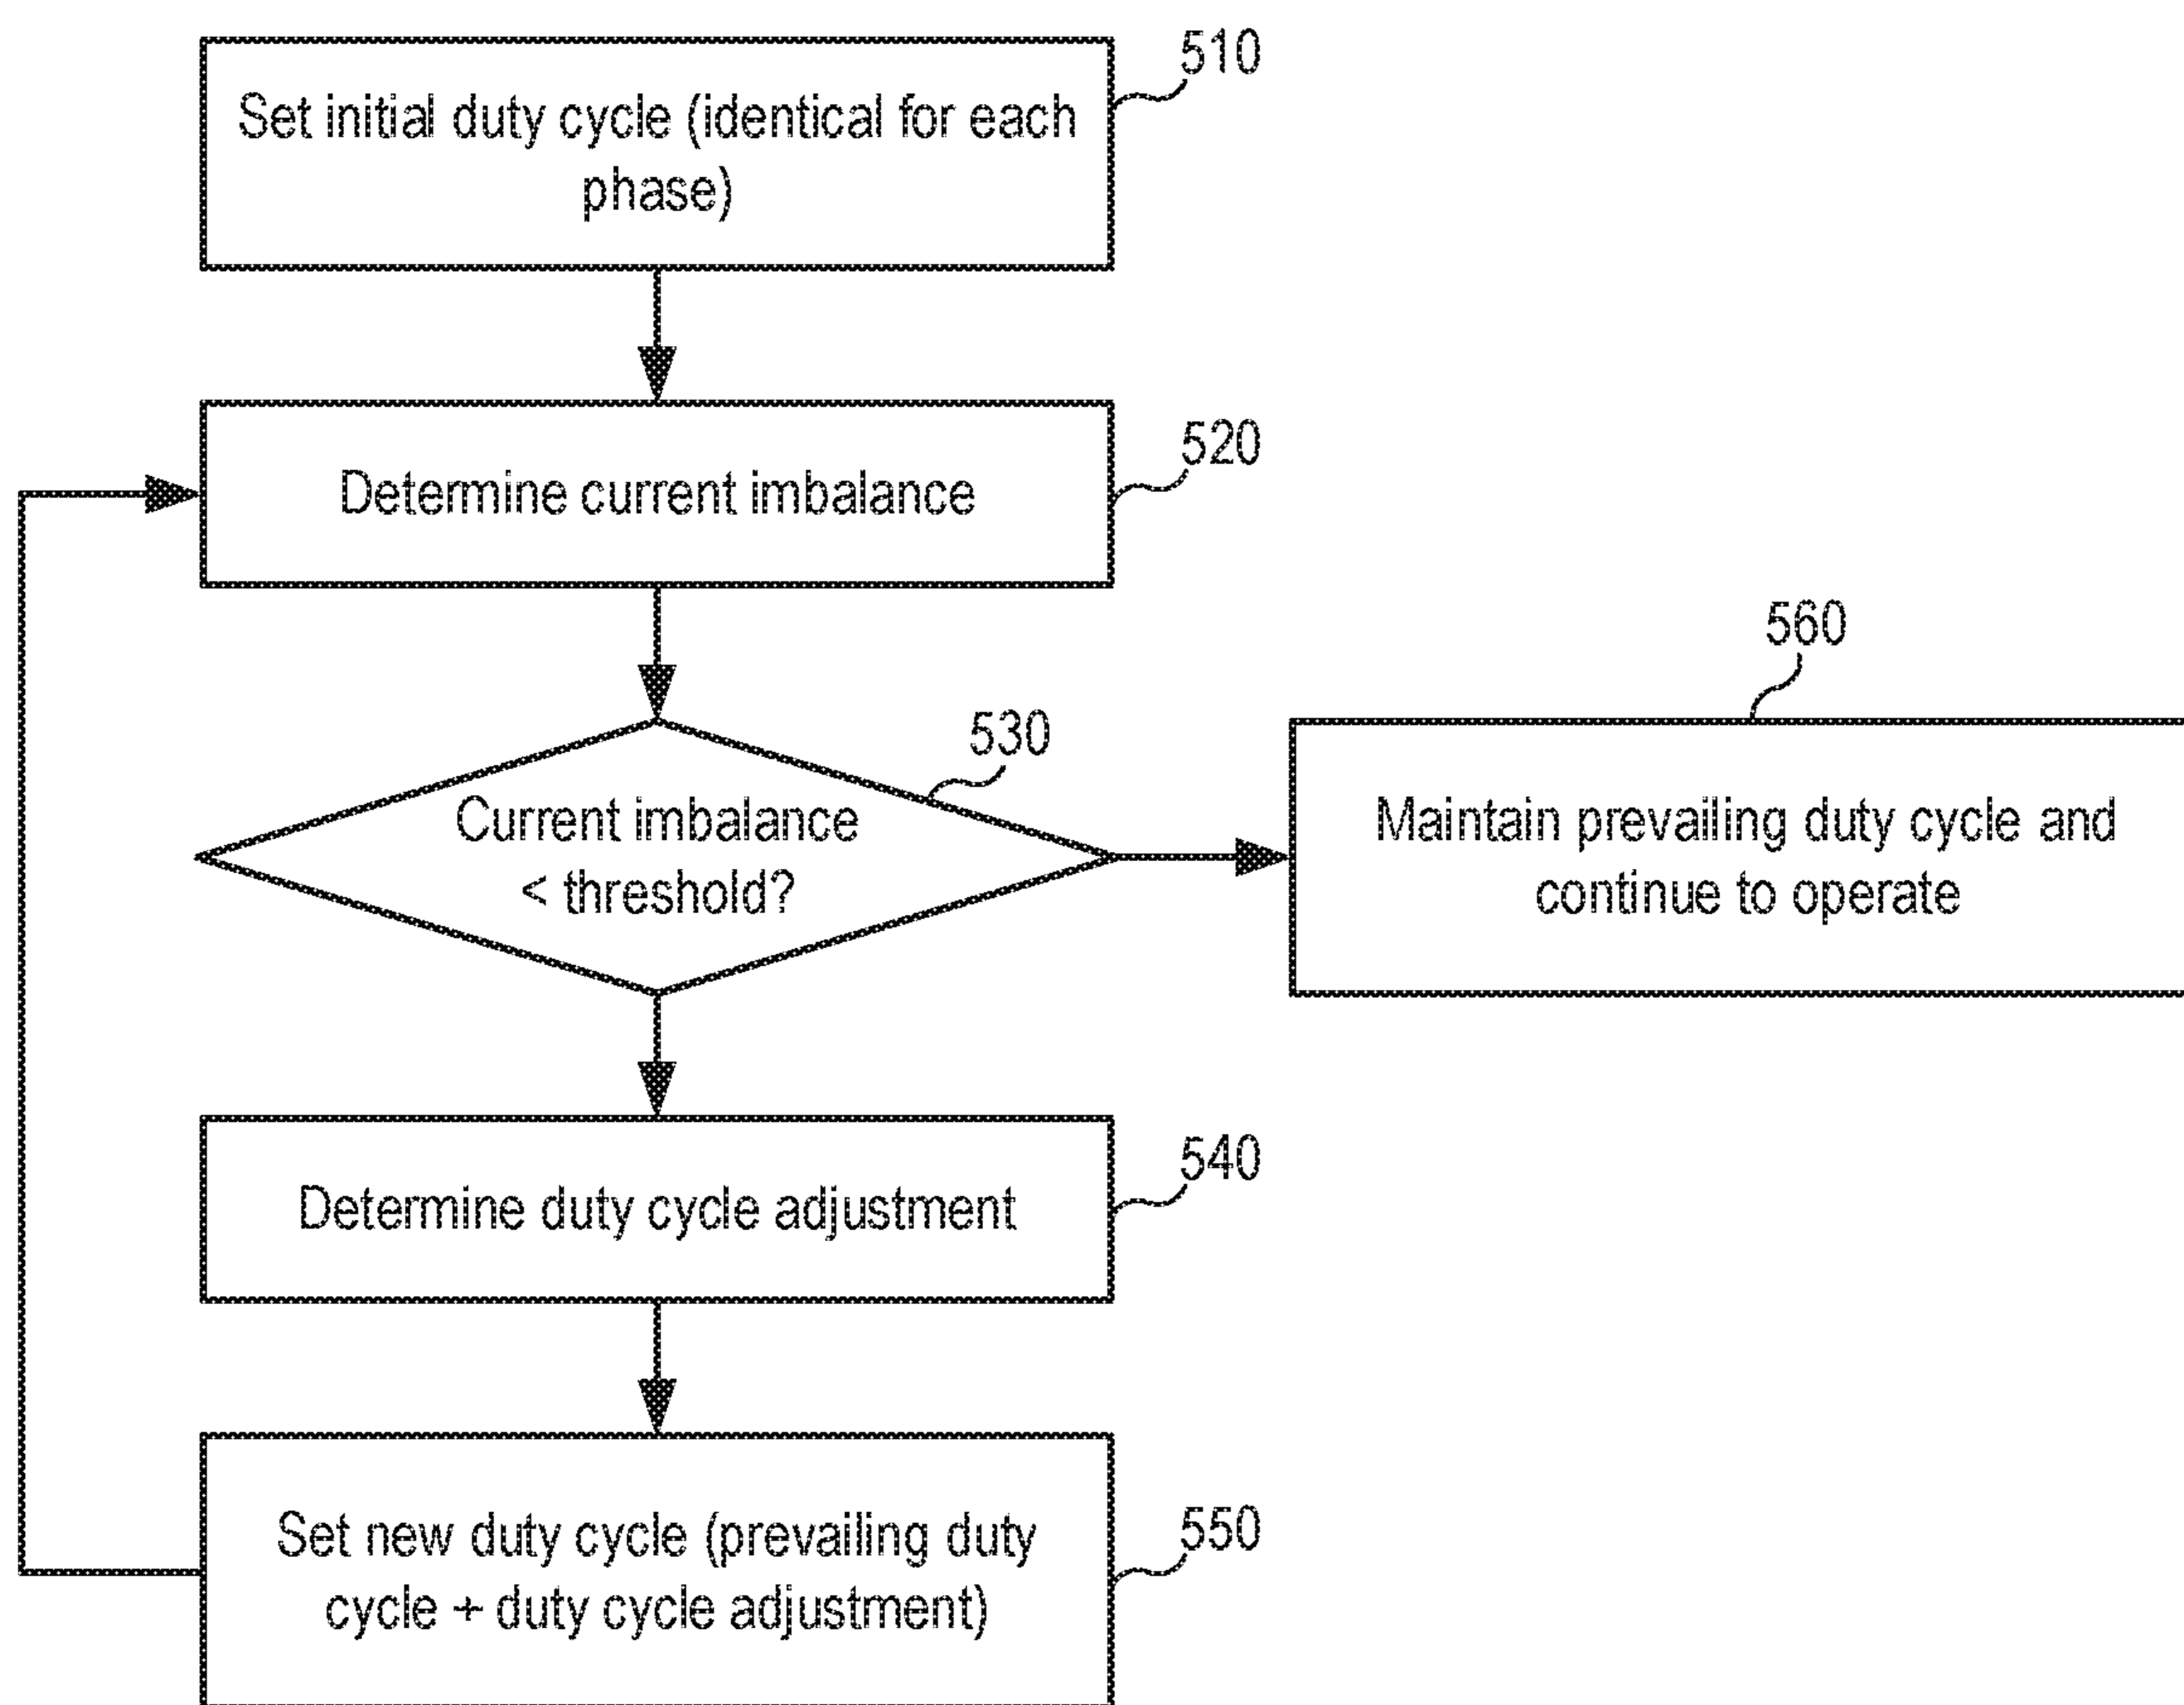 510
Set initial duty cycle (identical for each
phase)
520
Determine current imbalance
530
Current imbalance
< threshold?
560
Maintain prevailing duty cycle and
continue to operate
540
Determine duty cycle adjustment
550
Set new duty cycle (prevailing duty
cycle + duty cycle adjustment)